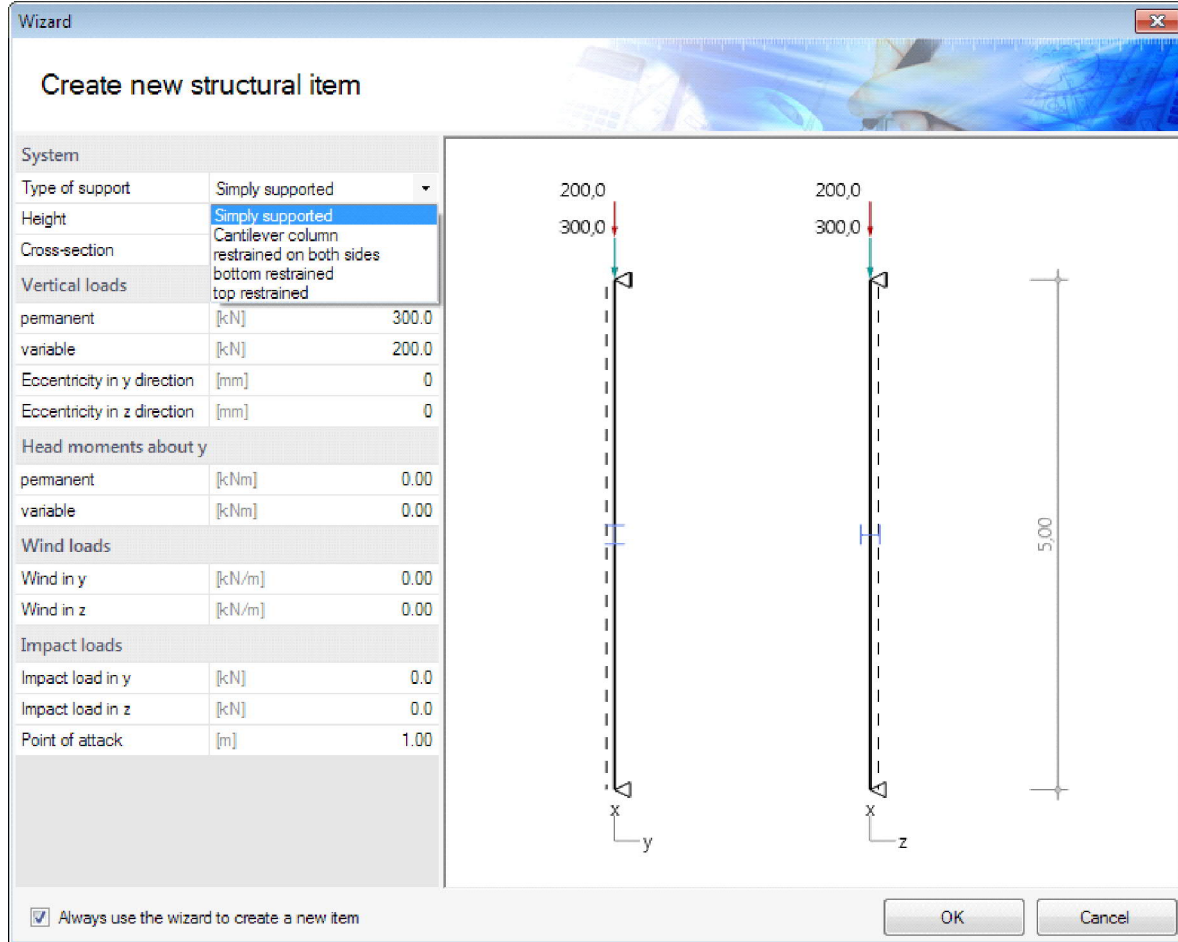 Wizard
Create new structural item
System
Type of support Simply supported
Height
Cross-section
Simply supported
Cantilever column
restrained on both sides
bottom restrained
top restrained
Vertical loads
permanent [kN] 300.0
variable [kN] 200.0
Eccentricity in y direction [mm] 0
Eccentricity in z direction [mm] 0
Head moments about y
permanent [kNm] 0.00
variable [kNm] 0.00
Wind loads
Wind in y [kN/m] 0.00
Wind in z [kN/m] 0.00
Impact loads
Impact load in y [kN] 0.0
Impact load in z [kN] 0.0
Point of attack [m] 1.00
200,0
300,0
x
y
200,0
300,0
x
z
5,00
Always use the wizard to create a new item
OK
Cancel